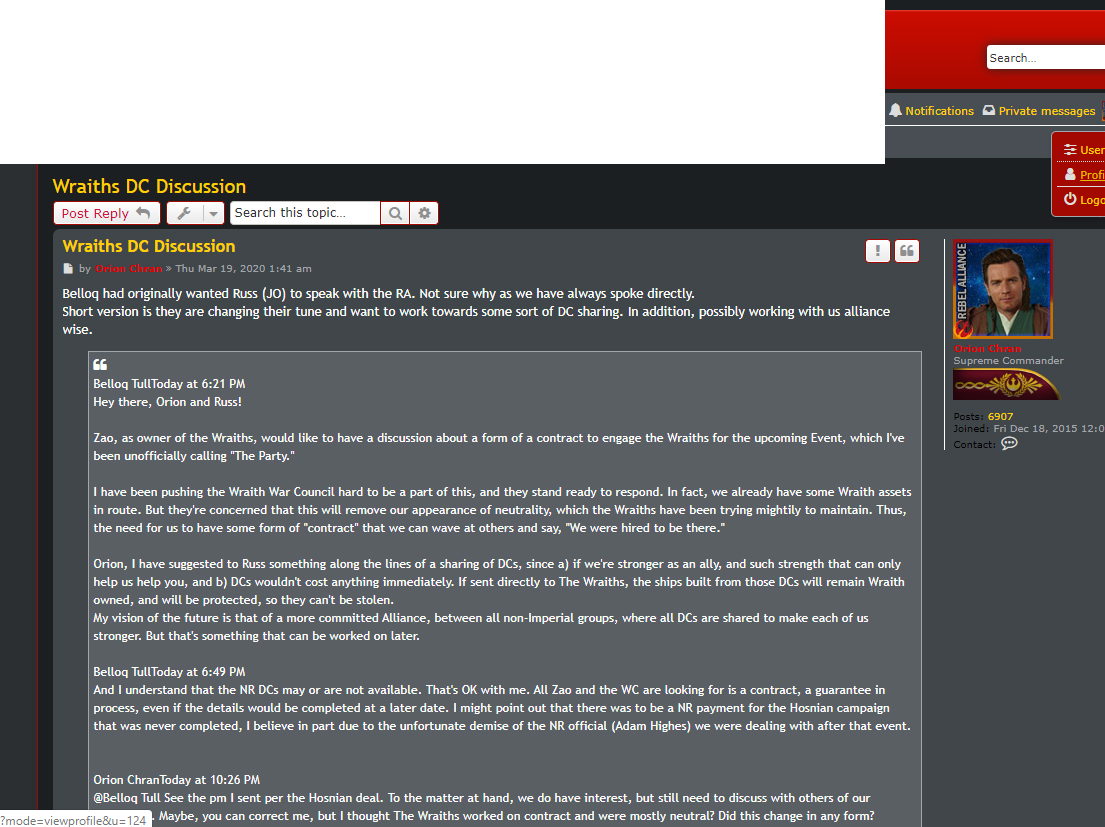 Search...
Notifications Private messages
User
Profi
Logo
Wraiths DC Discussion
Post Reply
Search this topic...
Wraiths DC Discussion
by Orion Chran » Thu Mar 19, 2020 1:41 am
Belloq had originally wanted Russ (JO) to speak with the RA. Not sure why as we have always spoke directly.
Short version is they are changing their tune and want to work towards some sort of DC sharing. In addition, possibly working with us alliance
wise.
Belloq TullToday at 6:21 PM
Hey there, Orion and Russ!
Zao, as owner of the Wraiths, would like to have a discussion about a form of a contract to engage the Wraiths for the upcoming Event, which I've
been unofficially calling "The Party."
I have been pushing the Wraith War Council hard to be a part of this, and they stand ready to respond. In fact, we already have some Wraith assets
in route. But they're concerned that this will remove our appearance of neutrality, which the Wraiths have been trying mightily to maintain. Thus,
the need for us to have some form of "contract" that we can wave at others and say, "We were hired to be there."
Orion, I have suggested to Russ something along the lines of a sharing of DCs, since a) if we're stronger as an ally, and such strength that can only
help us help you, and b) DCs wouldn't cost anything immediately. If sent directly to The Wraiths, the ships built from those DCs will remain Wraith
owned, and will be protected, so they can't be stolen.
My vision of the future is that of a more committed Alliance, between all non-Imperial groups, where all DCs are shared to make each of us
stronger. But that's something that can be worked on later.
Belloq TullToday at 6:49 PM
And I understand that the NR DCs may or are not available. That's OK with me. All Zao and the WC are looking for is a contract, a guarantee in
process, even if the details would be completed at a later date. I might point out that there was to be a NR payment for the Hosnian campaign
that was never completed, I believe in part due to the unfortunate demise of the NR official (Adam Highes) we were dealing with after that event.
Orion ChranToday at 10:26 PM
@Belloq Tull See the pm I sent per the Hosnian deal. To the matter at hand, we do have interest, but still need to discuss with others of our
. Maybe, you can correct me, but I thought The Wraiths worked on contract and were mostly neutral? Did this change in any form?
REBEL ALLIANCE
Orion Chran
Supreme Commander
Posts: 6907
Joined: Fri Dec 18, 2015 12:0
Contact:
?mode=viewprofile&u=124